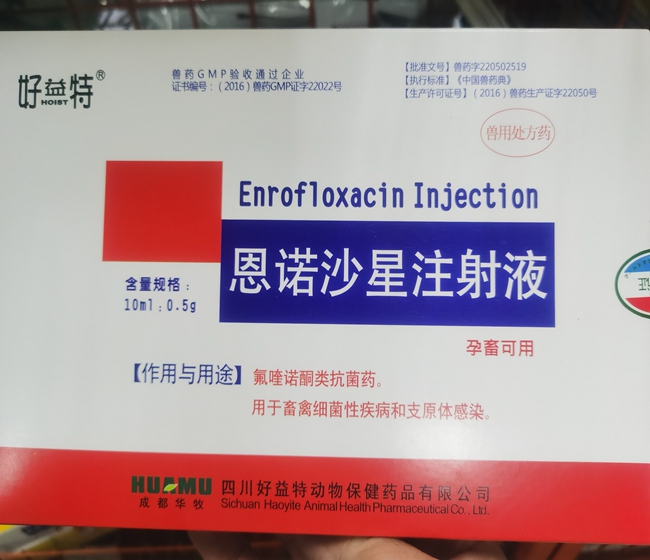 好益特®
HOIST
兽药GMP验收通过企业
证书编号：（2016）兽药GMP证字22022号
【批准文号】兽药字220502519
【执行标准】《中国兽药典》
【生产许可证号】（2016）兽药生产证字22050号
兽用处方药
Enrofloxacin Injection
恩诺沙星注射液
含量规格：
10ml：0.5g
孕畜可用
【作用与用途】氟喹诺酮类抗菌药。
用于畜禽细菌性疾病和支原体感染。
HUAMU
成都华牧
四川好益特动物保健药品有限公司
Sichuan Haoyite Animal Health Pharmaceutical Co., Ltd.